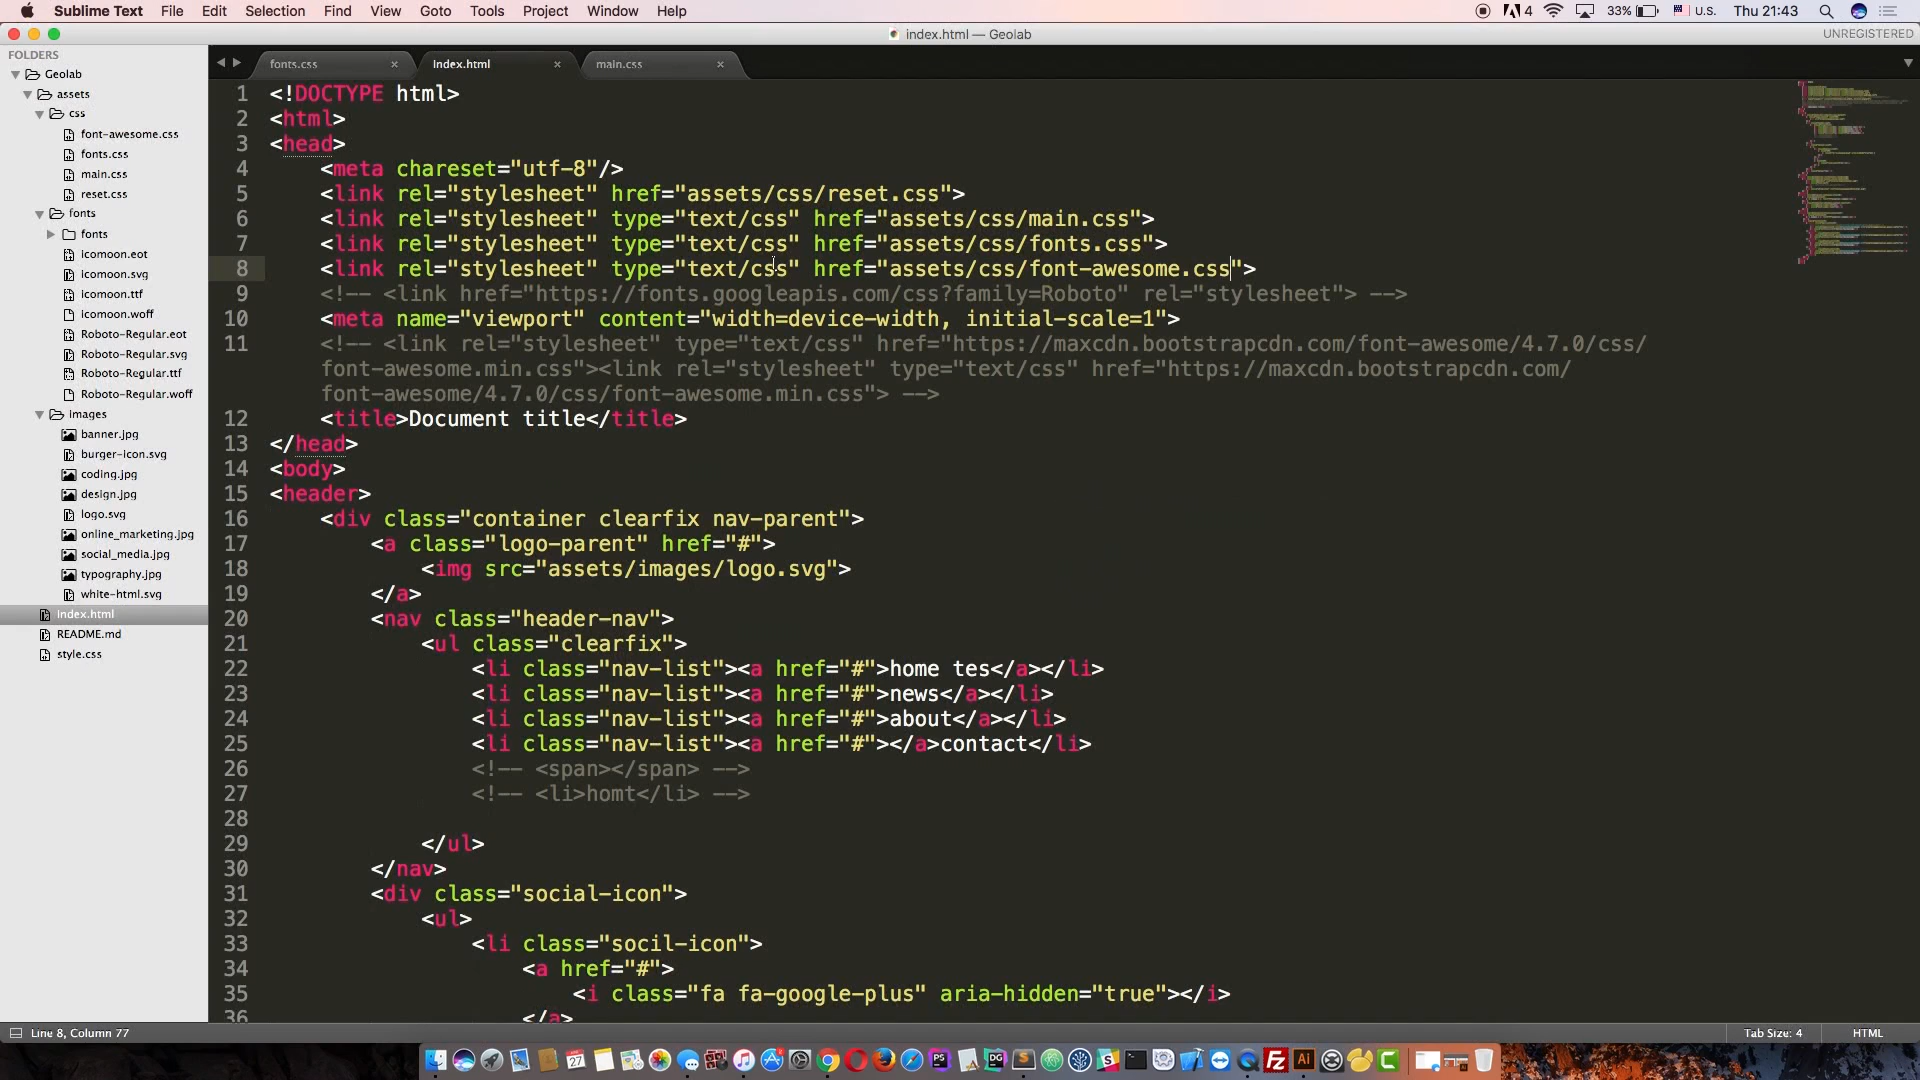 Sublime Text File Edit Selection Find View Goto Tools Project Window Help 4 33% U.S. Thu 21:43
index.html — Geolab UNREGISTERED
FOLDERS
Geolab
assets
css
font-awesome.css
fonts.css
main.css
reset.css
fonts
fonts
icomoon.eot
icomoon.svg
icomoon.ttf
icomoon.woff
Roboto-Regular.eot
Roboto-Regular.svg
Roboto-Regular.ttf
Roboto-Regular.woff
images
banner.jpg
burger-icon.svg
coding.jpg
design.jpg
logo.svg
online_marketing.jpg
social_media.jpg
typography.jpg
white-html.svg
index.html
README.md
style.css
fonts.css × index.html × main.css ×
1 <!DOCTYPE html>
2 <html>
3 <head>
4 <meta chareset="utf-8"/>
5 <link rel="stylesheet" href="assets/css/reset.css">
6 <link rel="stylesheet" type="text/css" href="assets/css/main.css">
7 <link rel="stylesheet" type="text/css" href="assets/css/fonts.css">
8 <link rel="stylesheet" type="text/css" href="assets/css/font-awesome.css">
9 <!-- <link href="https://fonts.googleapis.com/css?family=Roboto" rel="stylesheet"> -->
10 <meta name="viewport" content="width=device-width, initial-scale=1">
11 <!-- <link rel="stylesheet" type="text/css" href="https://maxcdn.bootstrapcdn.com/font-awesome/4.7.0/css/
font-awesome.min.css"><link rel="stylesheet" type="text/css" href="https://maxcdn.bootstrapcdn.com/
font-awesome/4.7.0/css/font-awesome.min.css"> -->
12 <title>Document title</title>
13 </head>
14 <body>
15 <header>
16 <div class="container clearfix nav-parent">
17 <a class="logo-parent" href="#">
18 <img src="assets/images/logo.svg">
19 </a>
20 <nav class="header-nav">
21 <ul class="clearfix">
22 <li class="nav-list"><a href="#">home tes</a></li>
23 <li class="nav-list"><a href="#">news</a></li>
24 <li class="nav-list"><a href="#">about</a></li>
25 <li class="nav-list"><a href="#"></a>contact</li>
26 <!-- <span></span> -->
27 <!-- <li>homt</li> -->
28
29 </ul>
30 </nav>
31 <div class="social-icon">
32 <ul>
33 <li class="socil-icon">
34 <a href="#">
35 <i class="fa fa-google-plus" aria-hidden="true"></i>
36 </a>
Line 8, Column 77 Tab Size: 4 HTML